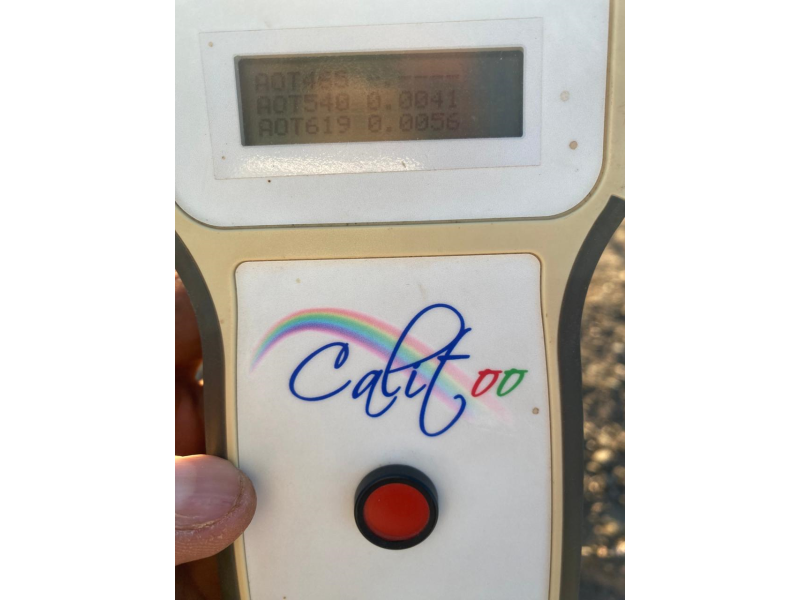 AOT465 -.----
AOT540 0.0041
AOT619 0.0056
Calitoo